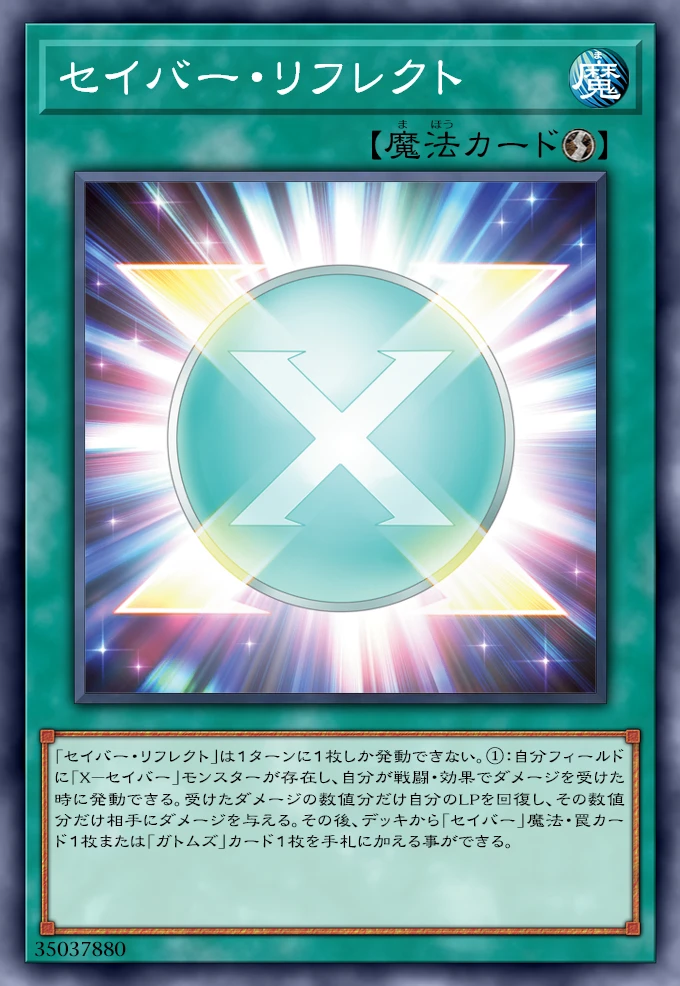 セイバー・リフレクト
魔
【魔法カード】
X
「セイバー・リフレクト」は1ターンに1枚しか発動できない。①:自分フィールド
に「X-セイバー」モンスターが存在し、自分が戦闘・効果でダメージを受けた
時に発動できる。受けたダメージの数値分だけ自分のLPを回復し、その数値
分だけ相手にダメージを与える。その後、デッキから「セイバー」魔法・罠カー
ド1枚または「ガトムズ」カード1枚を手札に加える事ができる。
35037880